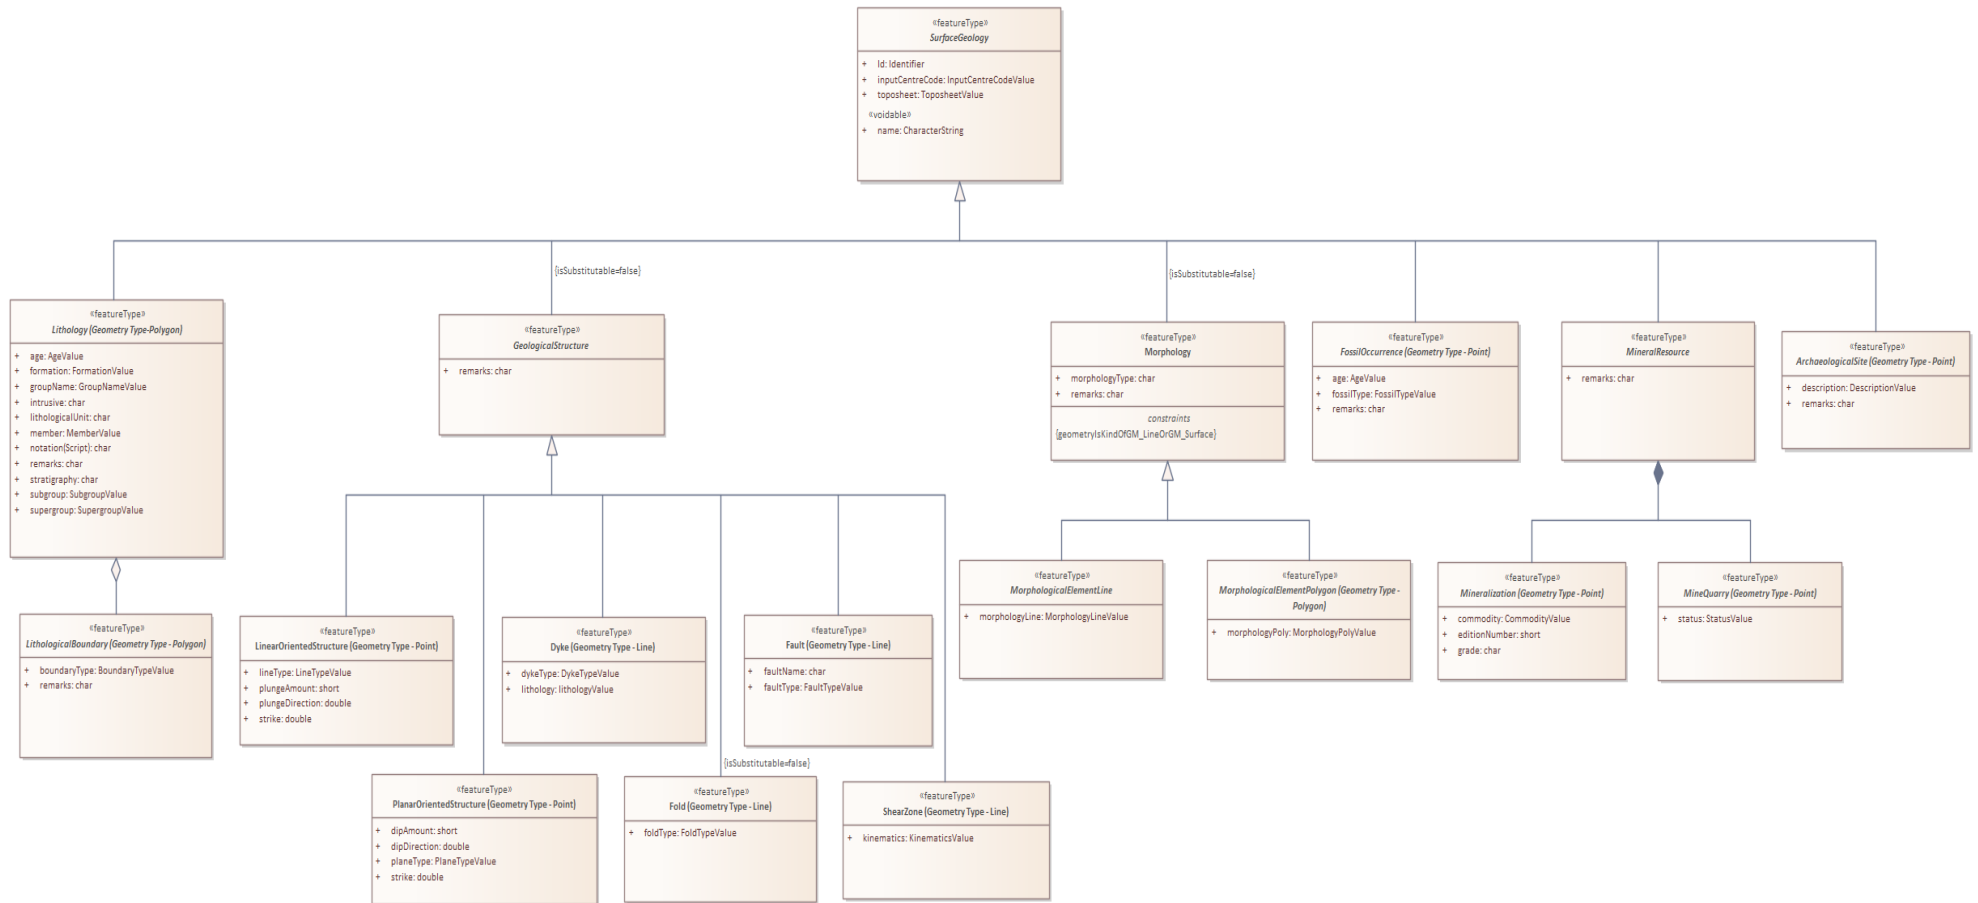 «featureType»
SurfaceGeology
+ Id: Identifier
+ inputCentreCode: InputCentreCodeValue
+ toposheet: ToposheetValue
«voidable»
+ name: CharacterString
{isSubstitutable=false}
{isSubstitutable=false}
«featureType»
Lithology (Geometry Type-Polygon)
+ age: AgeValue
+ formation: FormationValue
+ groupName: GroupNameValue
+ intrusive: char
+ lithologicalUnit: char
+ member: MemberValue
+ notation(Script): char
+ remarks: char
+ stratigraphy: char
+ subgroup: SubgroupValue
+ supergroup: SupergroupValue
«featureType»
GeologicalStructure
+ remarks: char
«featureType»
Morphology
+ morphologyType: char
+ remarks: char
constraints
{geometryIsKindOfGM_LineOrGM_Surface}
«featureType»
FossilOccurrence (Geometry Type - Point)
+ age: AgeValue
+ fossilType: FossilTypeValue
+ remarks: char
«featureType»
MineralResource
+ remarks: char
«featureType»
ArchaeologicalSite (Geometry Type - Point)
+ description: DescriptionValue
+ remarks: char
«featureType»
LithologicalBoundary (Geometry Type - Polygon)
+ boundaryType: BoundaryTypeValue
+ remarks: char
«featureType»
LinearOrientedStructure (Geometry Type - Point)
+ lineType: LineTypeValue
+ plungeAmount: short
+ plungeDirection: double
+ strike: double
«featureType»
Dyke (Geometry Type - Line)
+ dykeType: DykeTypeValue
+ lithology: lithologyValue
«featureType»
Fault (Geometry Type - Line)
+ faultName: char
+ faultType: FaultTypeValue
«featureType»
MorphologicalElementLine
+ morphologyLine: MorphologyLineValue
«featureType»
MorphologicalElementPolygon (Geometry Type -
Polygon)
+ morphologyPoly: MorphologyPolyValue
«featureType»
Mineralization (Geometry Type - Point)
+ commodity: CommodityValue
+ editionNumber: short
+ grade: char
«featureType»
MineQuarry (Geometry Type - Point)
+ status: StatusValue
{isSubstitutable=false}
«featureType»
PlanarOrientedStructure (Geometry Type - Point)
+ dipAmount: short
+ dipDirection: double
+ planeType: PlaneTypeValue
+ strike: double
«featureType»
Fold (Geometry Type - Line)
+ foldType: FoldTypeValue
«featureType»
ShearZone (Geometry Type - Line)
+ kinematics: KinematicsValue